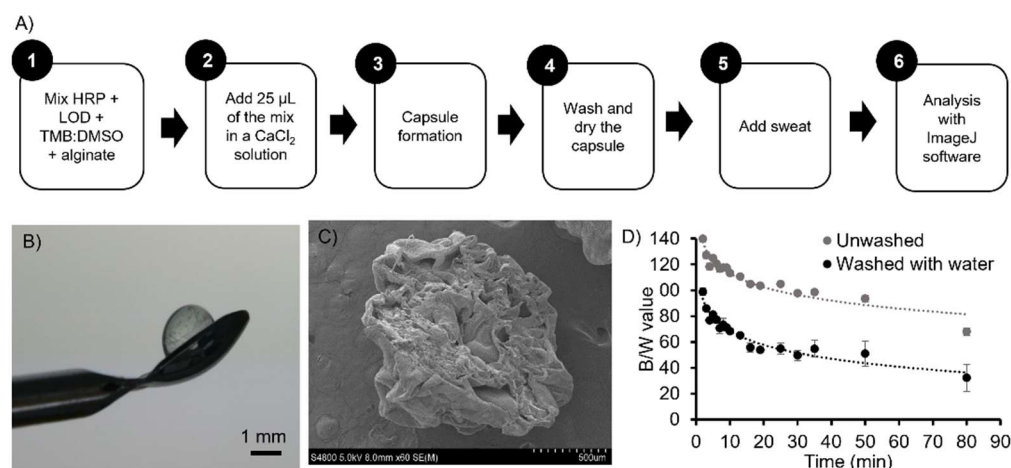 A)
1
Mix HRP +
LOD +
TMB:DMSO
+ alginate
2
Add 25 µL
of the mix
in a CaCl2
solution
3
Capsule
formation
4
Wash and
dry the
capsule
5
Add sweat
6
Analysis
with
ImageJ
software
B)
1 mm
C)
S4800 5.0kV 8.0mm x60 SE(M)
500um
D)
Unwashed
Washed with water
B/W value
140
120
100
80
60
40
20
0
0 10 20 30 40 50 60 70 80 90
Time (min)